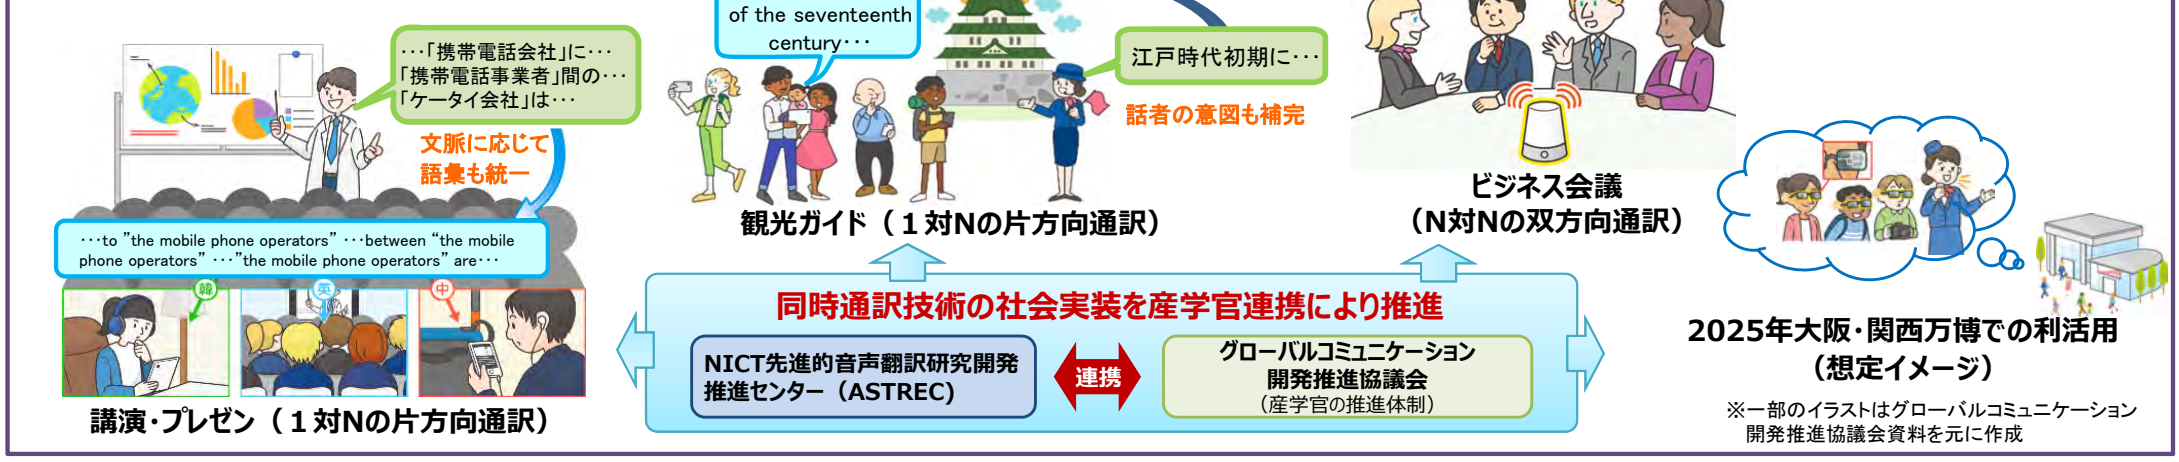 ···「携帯電話会社」に···
「携帯電話事業者」間の···
「ケータイ会社」は···
文脈に応じて
語彙も統一
···to ”the mobile phone operators” ···between “the mobile
phone operators” ···”the mobile phone operators” are···
韓
英
中
講演・プレゼン（１対Nの片方向通訳）
of the seventeenth
century···
江戸時代初期に···
話者の意図も補完
観光ガイド（１対Nの片方向通訳）
ビジネス会議
（N対Nの双方向通訳）
同時通訳技術の社会実装を産学官連携により推進
NICT先進的音声翻訳研究開発
推進センター（ASTREC)
連携
グローバルコミュニケーション
開発推進協議会
（産学官の推進体制）
2025年大阪・関西万博での利活用
（想定イメージ）
※一部のイラストはグローバルコミュニケーション
開発推進協議会資料を元に作成